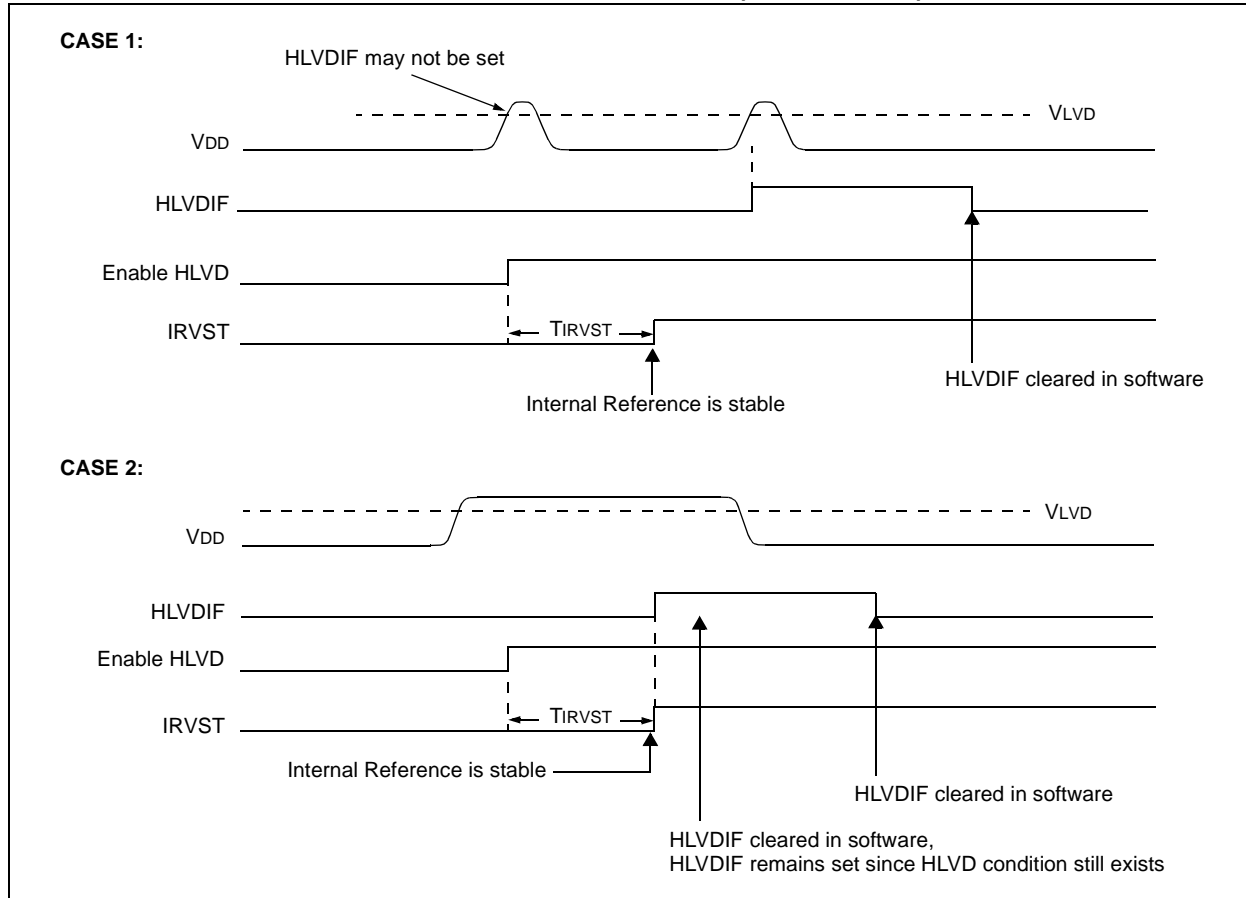 CASE 1:
HLVDIF may not be set
VLVD
VDD
HLVDIF
Enable HLVD
IRVST
TIRVST
HLVDIF cleared in software
Internal Reference is stable
CASE 2:
VLVD
VDD
HLVDIF
Enable HLVD
IRVST
TIRVST
Internal Reference is stable
HLVDIF cleared in software
HLVDIF cleared in software,
HLVDIF remains set since HLVD condition still exists